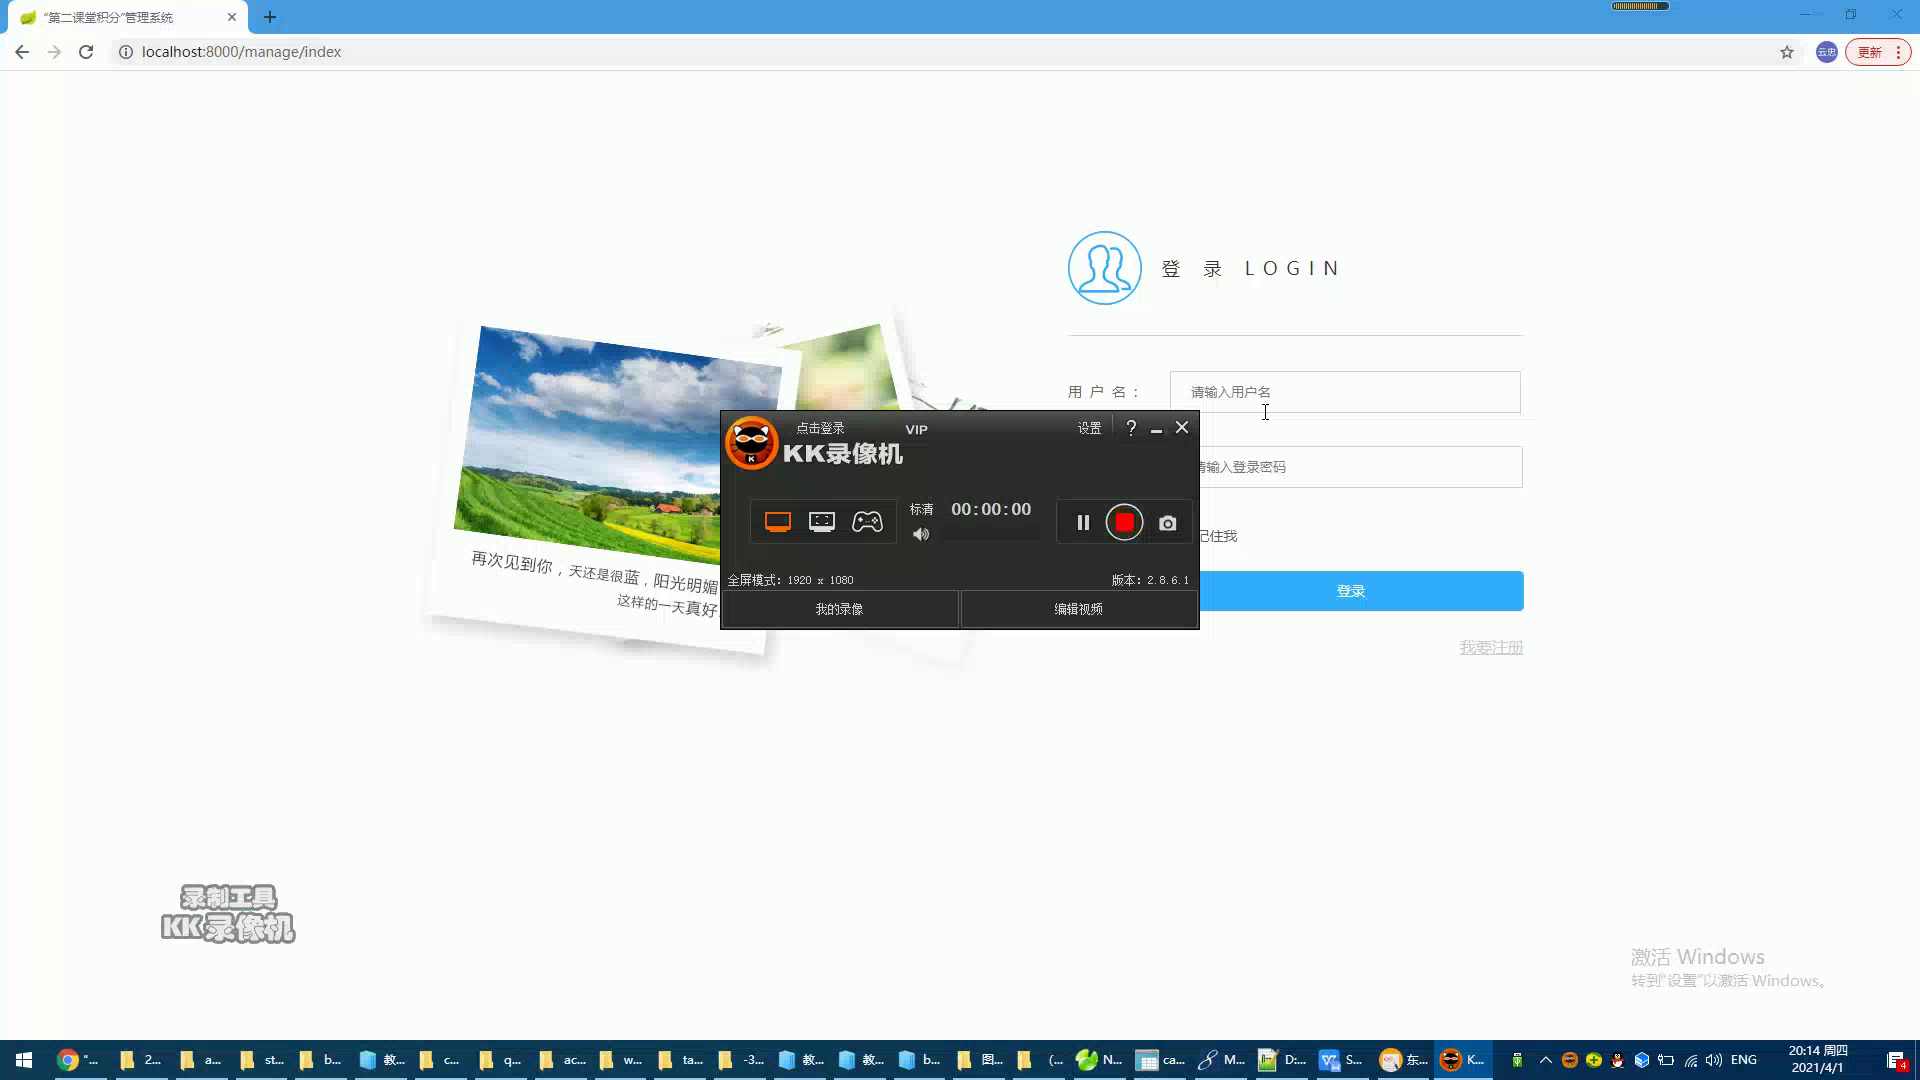 "第二课堂积分"管理系统
localhost:8000/manage/index
云忠
更新
登 录 LOGIN
用 户 名 :
请输入用户名
请输入登录密码
记住我
登录
我要注册
再次见到你，天还是很蓝，阳光明媚
这样的一天真好
点击登录
VIP
设置
?
KK录像机
标清
00:00:00
全屏模式: 1920 x 1080
版本: 2.8.6.1
我的录像
编辑视频
录制工具
KK录像机
激活 Windows
转到"设置"以激活 Windows。
"...
2...
a...
st...
b...
教...
c...
q...
ac...
w...
ta...
-3...
教...
教...
b...
图...
(...
N...
ca...
M...
D:...
S...
东...
K...
ENG
20:14 周四
2021/4/1
4